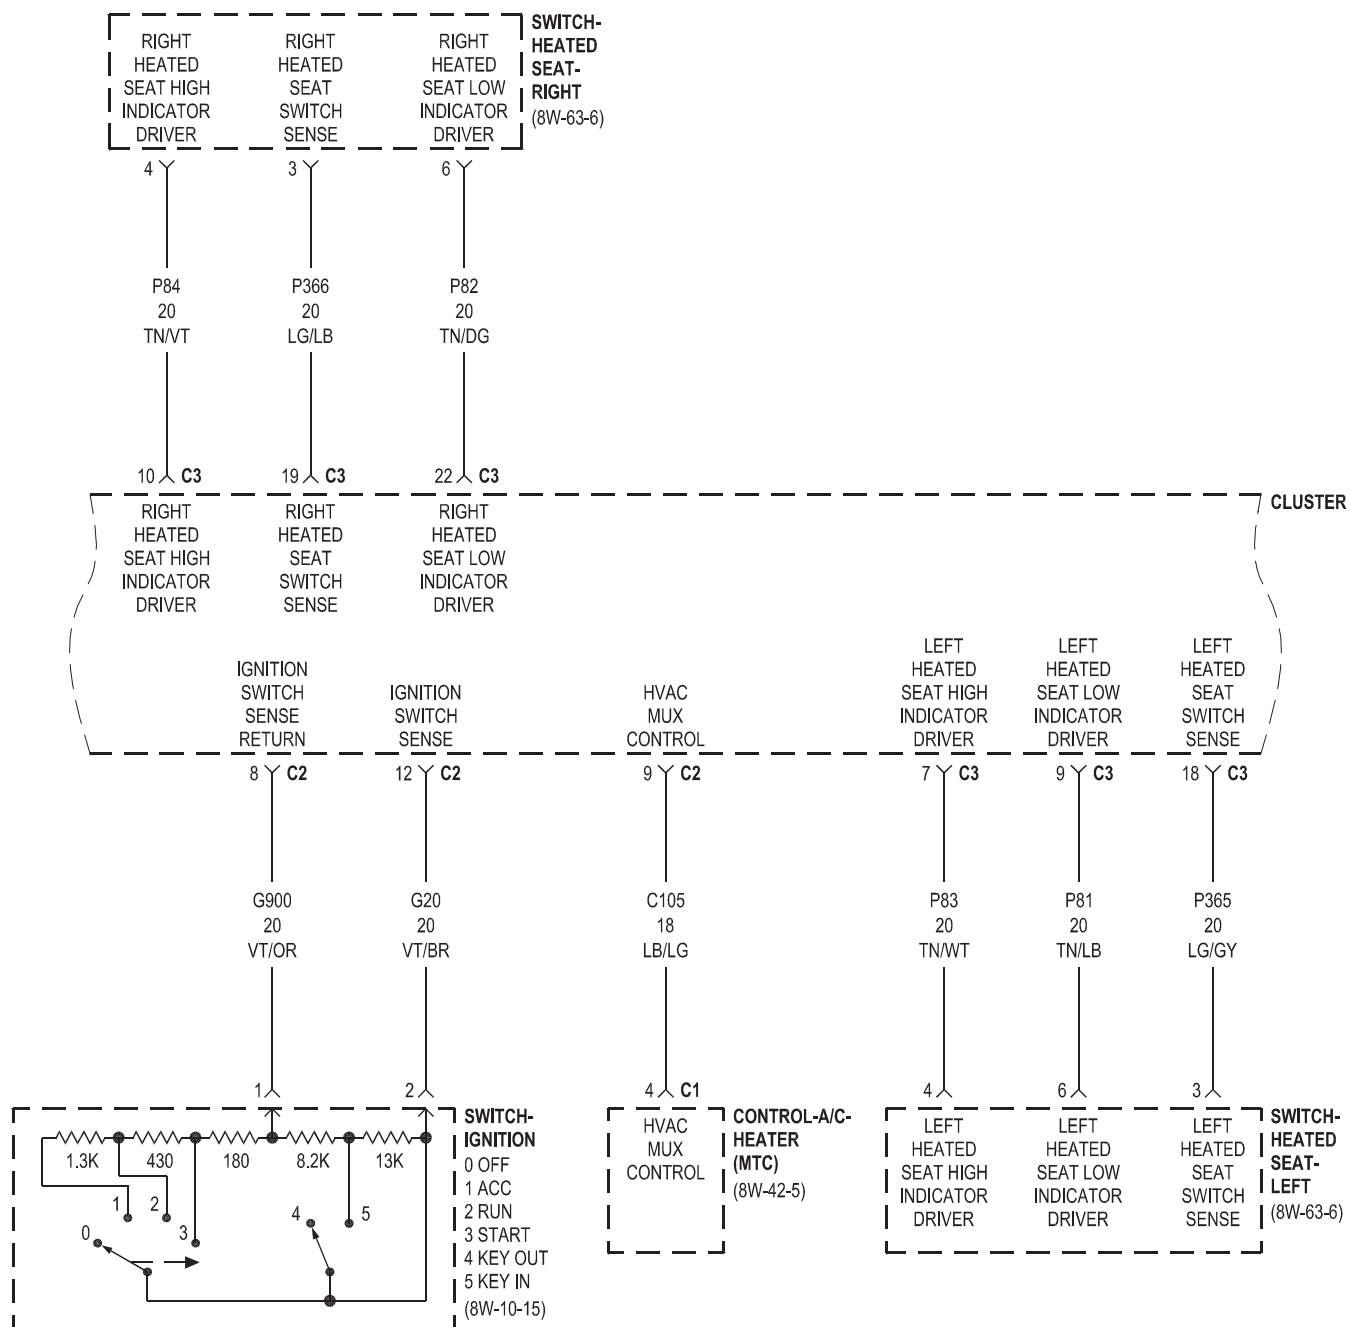 SWITCH-
HEATED
SEAT-
RIGHT
(8W-63-6)
RIGHT
HEATED
SEAT HIGH
INDICATOR
DRIVER
RIGHT
HEATED
SEAT
SWITCH
SENSE
RIGHT
HEATED
SEAT LOW
INDICATOR
DRIVER
4
3
6
P84
20
TN/VT
P366
20
LG/LB
P82
20
TN/DG
10 C3
19 C3
22 C3
CLUSTER
RIGHT
HEATED
SEAT HIGH
INDICATOR
DRIVER
RIGHT
HEATED
SEAT
SWITCH
SENSE
RIGHT
HEATED
SEAT LOW
INDICATOR
DRIVER
IGNITION
SWITCH
SENSE
RETURN
IGNITION
SWITCH
SENSE
HVAC
MUX
CONTROL
LEFT
HEATED
SEAT HIGH
INDICATOR
DRIVER
LEFT
HEATED
SEAT LOW
INDICATOR
DRIVER
LEFT
HEATED
SEAT
SWITCH
SENSE
8 C2
12 C2
9 C2
7 C3
9 C3
18 C3
G900
20
VT/OR
G20
20
VT/BR
C105
18
LB/LG
P83
20
TN/WT
P81
20
TN/LB
P365
20
LG/GY
1
2
4 C1
4
6
3
1.3K
430
180
8.2K
13K
0
1
2
3
4
5
SWITCH-
IGNITION
0 OFF
1 ACC
2 RUN
3 START
4 KEY OUT
5 KEY IN
(8W-10-15)
HVAC
MUX
CONTROL
CONTROL-A/C-
HEATER
(MTC)
(8W-42-5)
LEFT
HEATED
SEAT HIGH
INDICATOR
DRIVER
LEFT
HEATED
SEAT LOW
INDICATOR
DRIVER
LEFT
HEATED
SEAT
SWITCH
SENSE
SWITCH-
HEATED
SEAT-
LEFT
(8W-63-6)